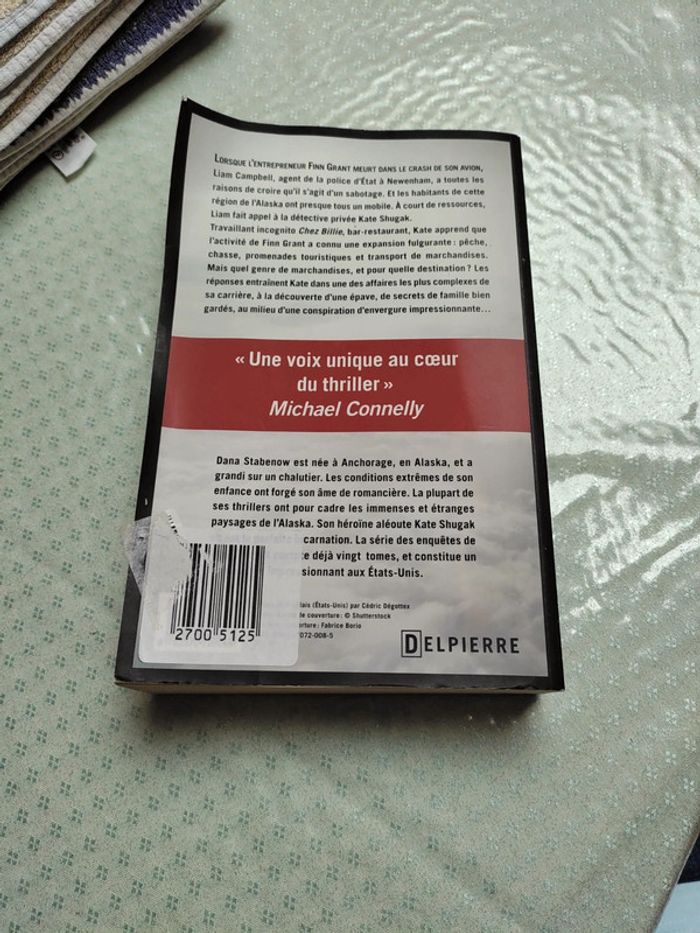 LORSQUE L'ENTREPRENEUR FINN GRANT MEURT DANS LE CRASH DE SON AVION,
Liam Campbell, agent de la police d'État à Newenham, a toutes les
raisons de croire qu'il s'agit d'un sabotage. Et les habitants de cette
région de l'Alaska ont presque tous un mobile. À court de ressources,
Liam fait appel à la détective privée Kate Shugak.
Travaillant incognito Chez Billie, bar-restaurant, Kate apprend que
l'activité de Finn Grant a connu une expansion fulgurante : pêche,
chasse, promenades touristiques et transport de marchandises.
Mais quel genre de marchandises, et pour quelle destination ? Les
réponses entraînent Kate dans une des affaires les plus complexes de
sa carrière, à la découverte d'une épave, de secrets de famille bien
gardés, au milieu d'une conspiration d'envergure impressionnante...
« Une voix unique au cœur
du thriller »
Michael Connelly
Dana Stabenow est née à Anchorage, en Alaska, et a
grandi sur un chalutier. Les conditions extrêmes de son
enfance ont forgé son âme de romancière. La plupart de
ses thrillers ont pour cadre les immenses et étranges
paysages de l'Alaska. Son héroïne aléoute Kate Shugak
carnation. La série des enquêtes de
déjà vingt tomes, et constitue un
ssionnant aux États-Unis.
lais (États-Unis) par Cédric Dégottex
de couverture : © Shutterstock
erture : Fabrice Borio
072-008-5
2700 5125
DELPIERRE